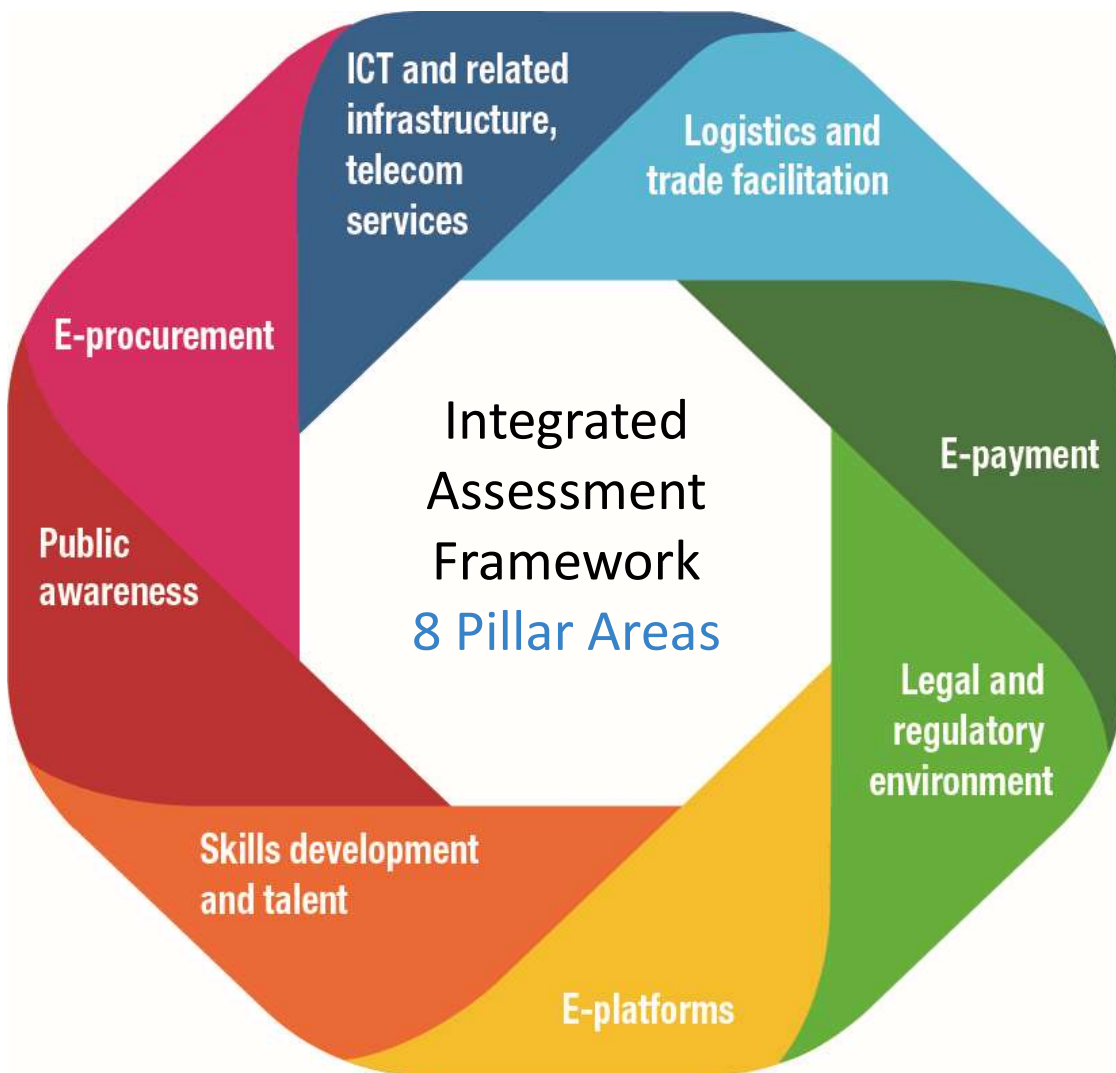 ICT and related
infrastructure,
telecom
services
Logistics and
trade facilitation
E-payment
Legal and
regulatory
environment
E-platforms
Skills development
and talent
Public
awareness
E-procurement
Integrated
Assessment
Framework
8 Pillar Areas